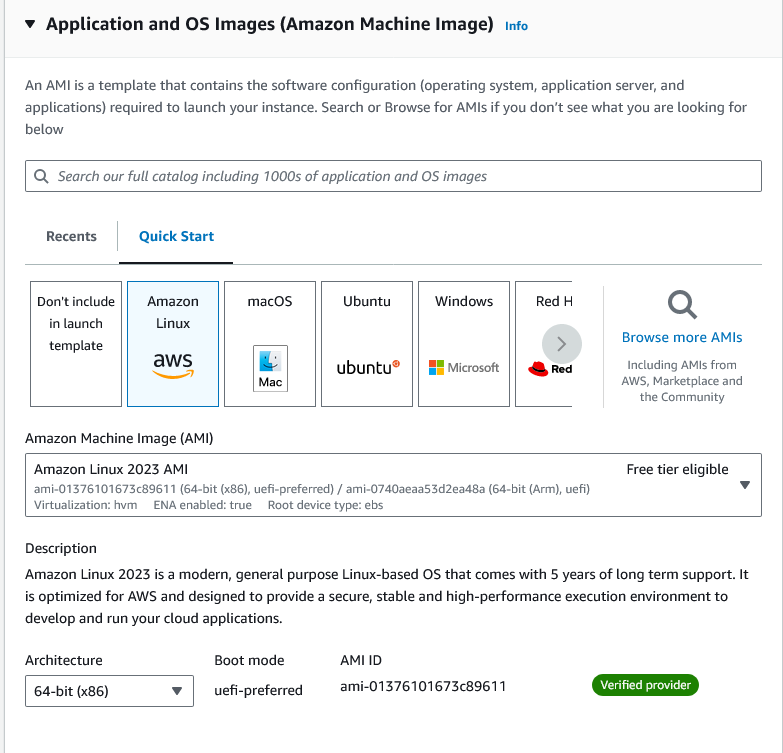 Application and OS Images (Amazon Machine Image) Info
An AMI is a template that contains the software configuration (operating system, application server, and
applications) required to launch your instance. Search or Browse for AMIs if you don't see what you are looking for
below
Search our full catalog including 1000s of application and OS images
Recents
Quick Start
Don't include
in launch
template
Amazon
Linux
aws
macOS
Mac
Ubuntu
ubuntu
Windows
Microsoft
Red H
Red
Browse more AMIs
Including AMIs from
AWS, Marketplace and
the Community
Amazon Machine Image (AMI)
Amazon Linux 2023 AMI
Free tier eligible
ami-01376101673c89611 (64-bit (x86), uefi-preferred) / ami-0740aeaa53d2ea48a (64-bit (Arm), uefi)
Virtualization: hvm ENA enabled: true Root device type: ebs
Description
Amazon Linux 2023 is a modern, general purpose Linux-based OS that comes with 5 years of long term support. It
is optimized for AWS and designed to provide a secure, stable and high-performance execution environment to
develop and run your cloud applications.
Architecture
64-bit (x86)
Boot mode
uefi-preferred
AMI ID
ami-01376101673c89611
Verified provider